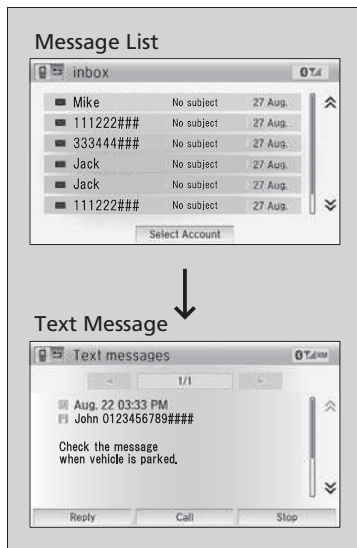 Message List
inbox
Mike No subject 27 Aug.
111222### No subject 27 Aug.
333444### No subject 27 Aug.
Jack No subject 27 Aug.
Jack No subject 27 Aug.
111222### No subject 27 Aug.
Select Account
Text Message
Text messages
1/1
Aug. 22 03:33 PM
John 0123456789####
Check the message
when vehicle is parked.
Reply Call Stop